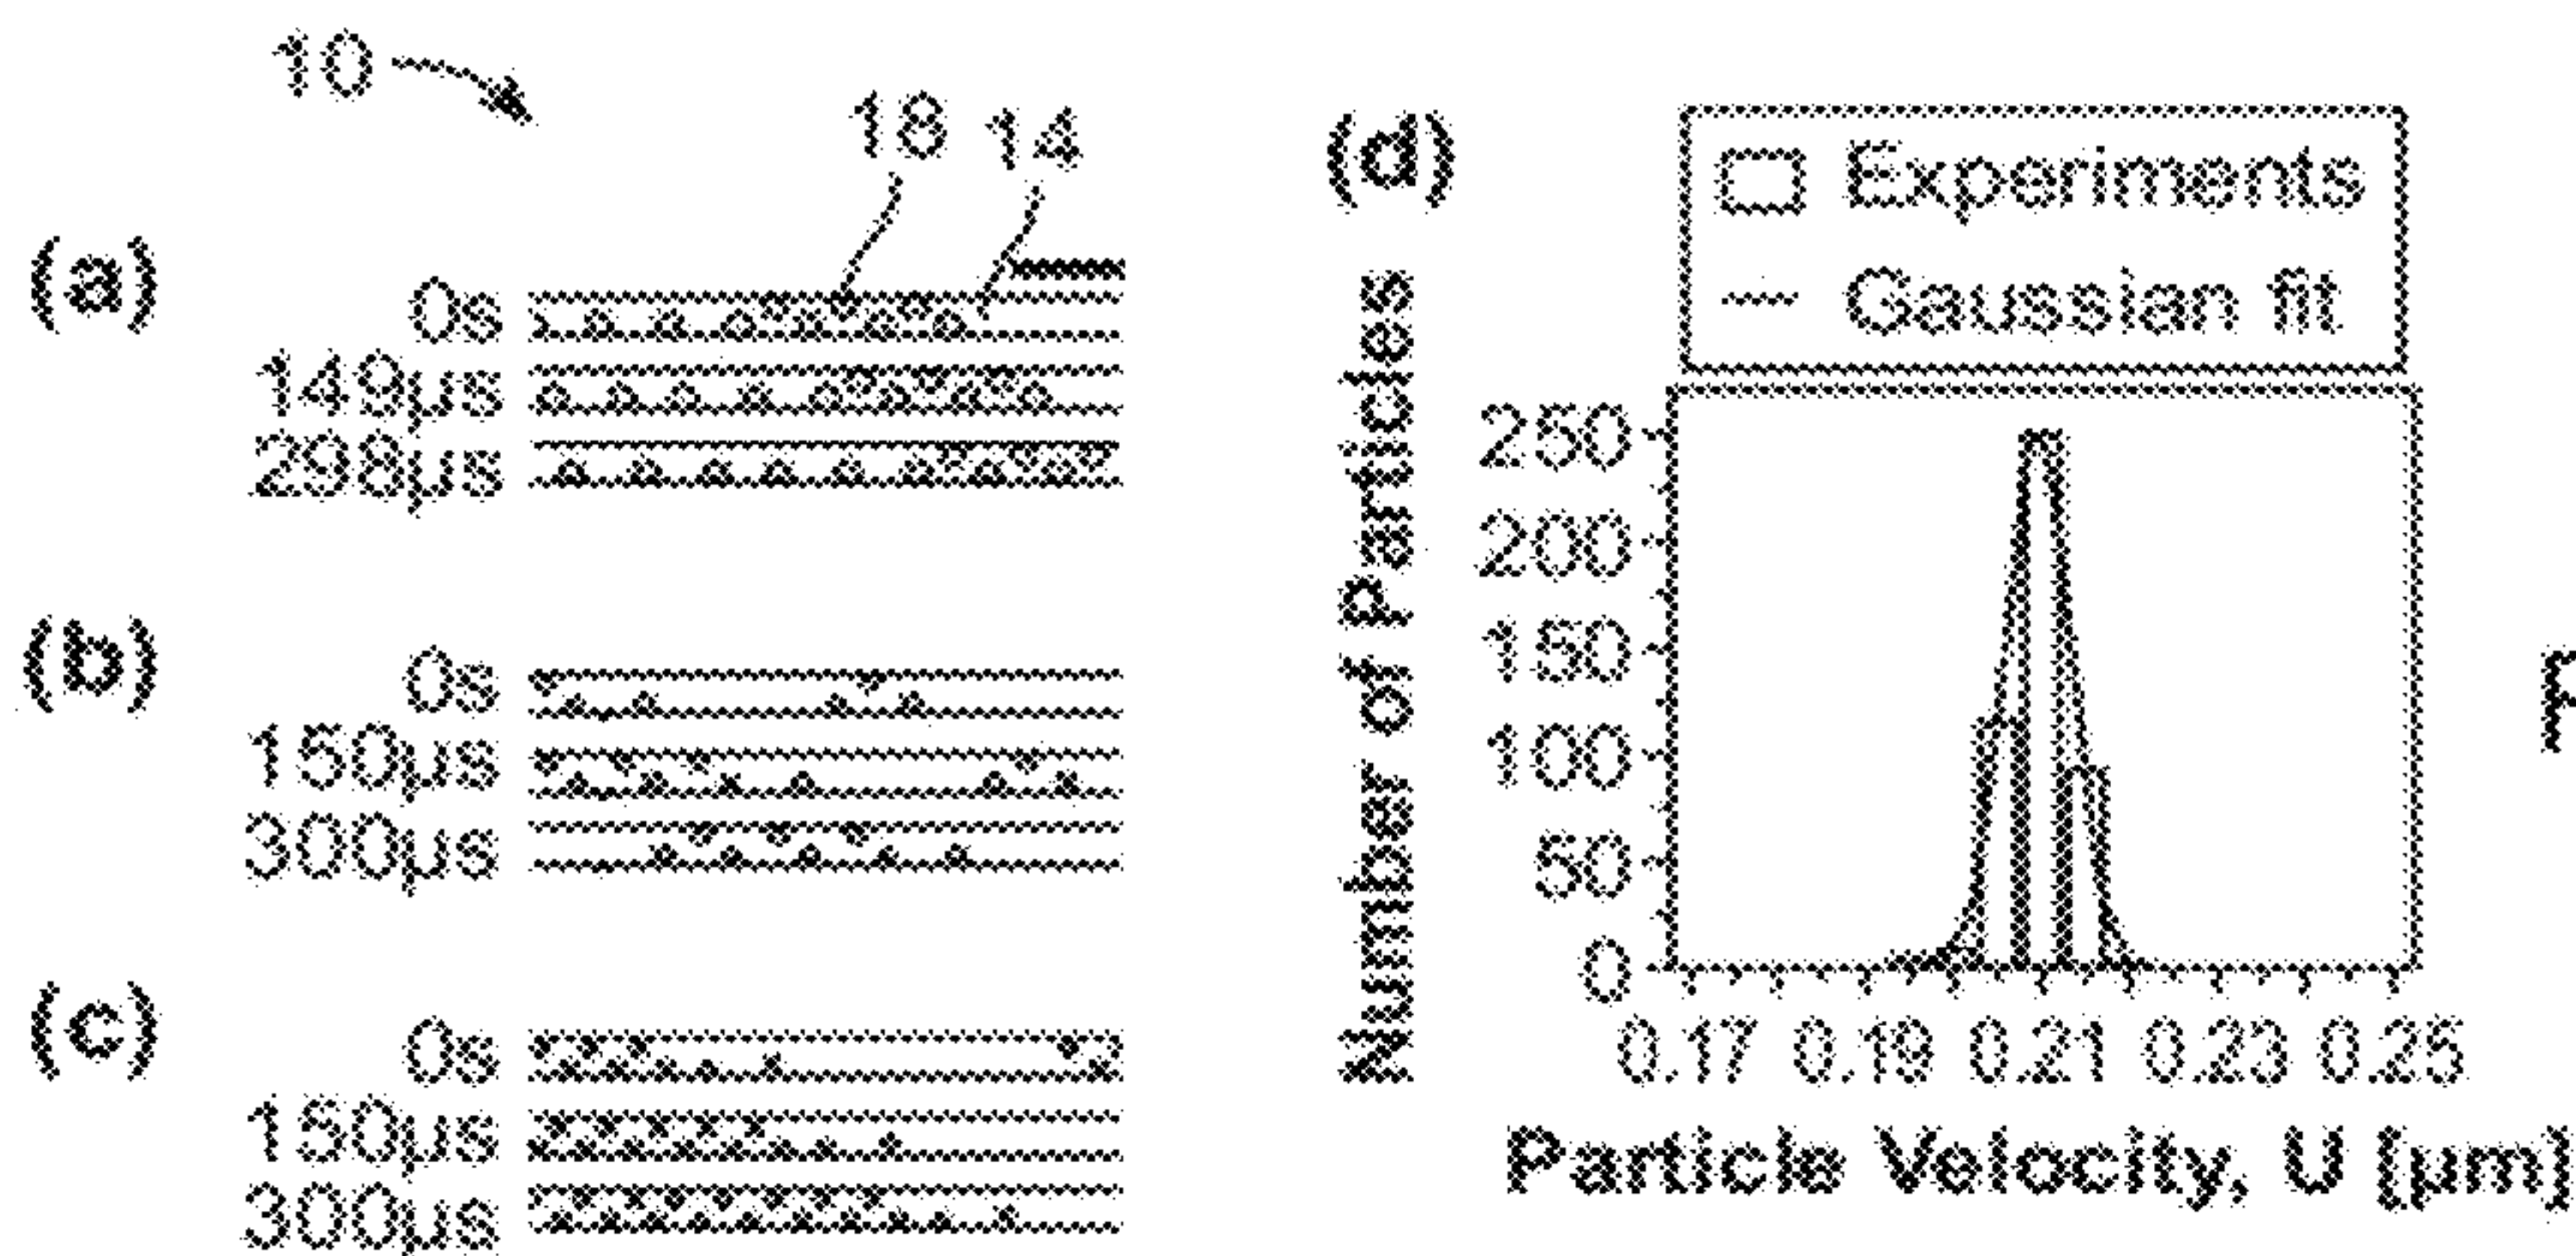 10
18 14
(a)
0s
149µs
298µs
(b)
0s
150µs
300µs
(c)
0s
150µs
300µs
(d)
Experiments
Gaussian fit
Number of Particles
250
200
150
100
50
0
0.17 0.19 0.21 0.23 0.25
Particle Velocity, U [µm]